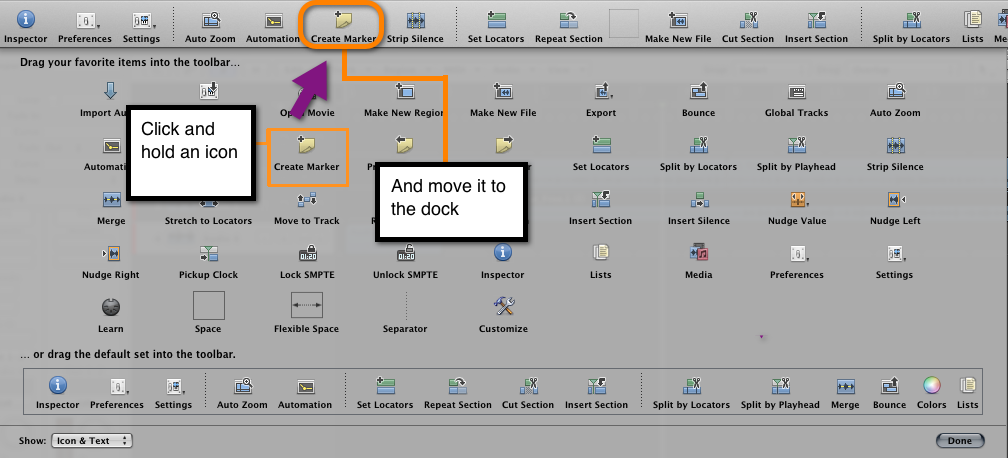 Inspector Preferences Settings Auto Zoom Automation Create Marker Strip Silence Set Locators Repeat Section Make New File Cut Section Insert Section Split by Locators Lists
Drag your favorite items into the toolbar...
Import Movie Make New Region Make New File Export Bounce Global Tracks Auto Zoom
Click and
hold an icon
Create Marker Set Locators Split by Locators Split by Playhead Strip Silence
And move it to
the dock
Merge Stretch to Locators Move to Track Insert Section Insert Silence Nudge Value Nudge Left
Nudge Right Pickup Clock Lock SMPTE Unlock SMPTE Inspector Lists Media Preferences Settings
Learn Space Flexible Space Separator Customize
... or drag the default set into the toolbar.
Inspector Preferences Settings Auto Zoom Automation Set Locators Repeat Section Cut Section Insert Section Split by Locators Split by Playhead Merge Bounce Colors Lists
Show: Icon & Text Done